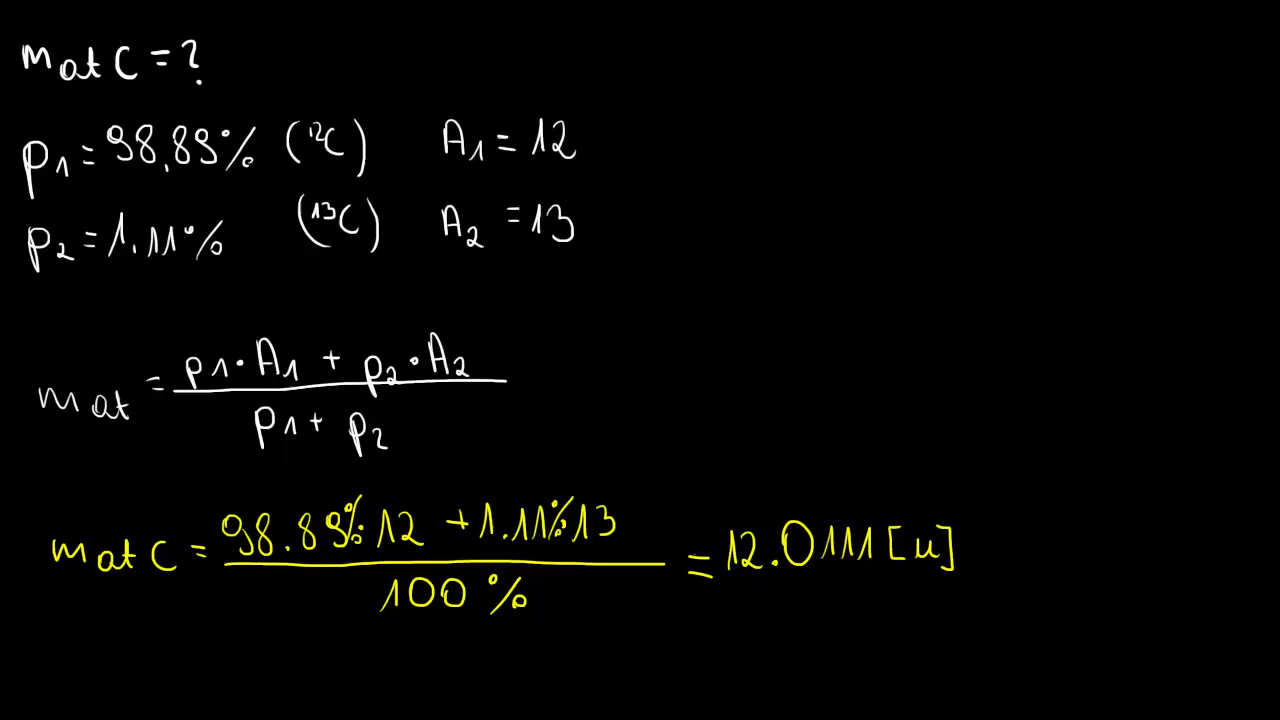 m at C = ?
p1 = 98.89% (¹²C) A1 = 12
p2 = 1.11% (¹³C) A2 = 13
m at = p1 · A1 + p2 · A2
p1 + p2
m at C = 98.89% · 12 + 1.11% · 13 = 12.0111 [u]
100 %